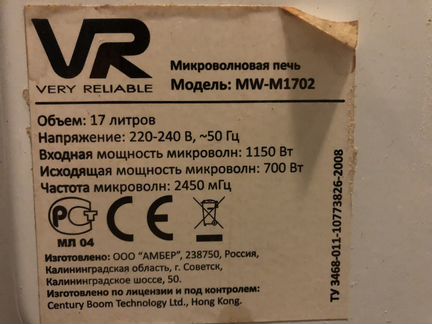 VR
VERY RELIABLE
Микроволновая печь
Модель: MW-M1702
Объем: 17 литров
Напряжение: 220-240 В, ~50 Гц
Входная мощность микроволн: 1150 Вт
Исходящая мощность микроволн: 700 Вт
Частота микроволн: 2450 мГц
РСТ CE
МЛ 04
Изготовлено: ООО "АМБЕР", 238750, Россия,
Калининградская область, г. Советск,
Калининградское шоссе, 50.
Изготовлено по лицензии и под контролем:
Century Boom Technology Ltd., Hong Kong.
ТУ 3468-011-10773826-2008